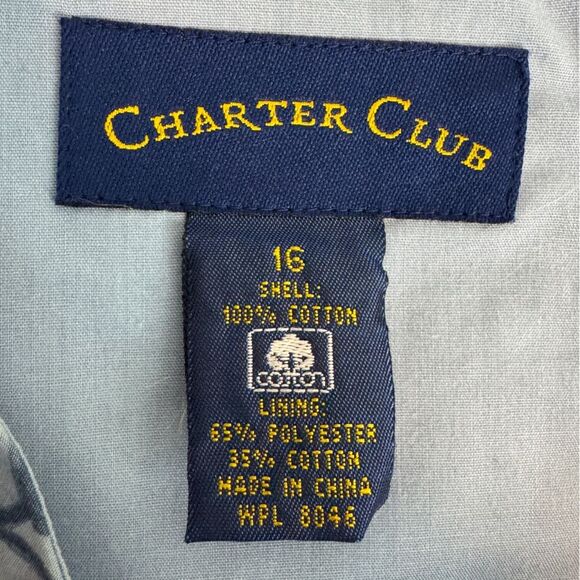 CHARTER CLUB
16
SHELL:
100% COTTON
cotton
LINING:
65% POLYESTER
35% COTTON
MADE IN CHINA
WPL 8046